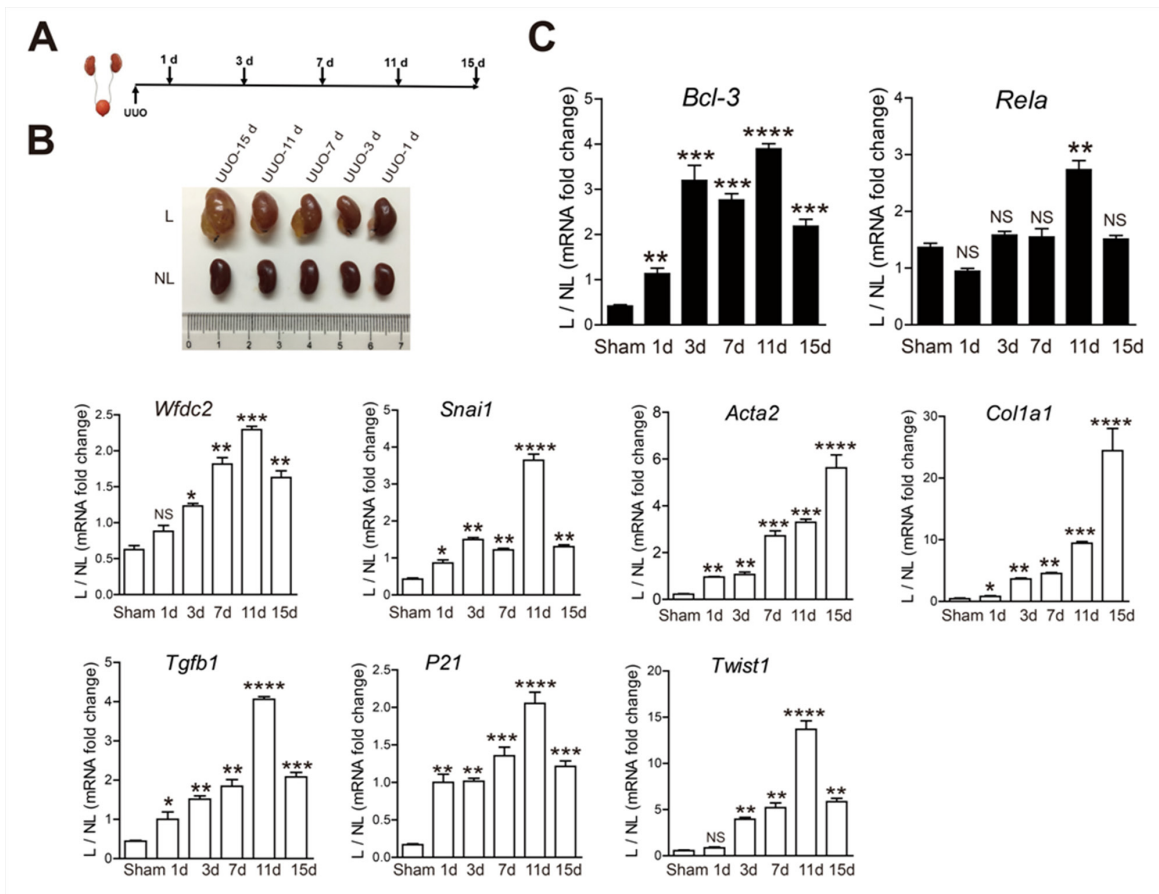 A
1 d 3 d 7 d 11 d 15 d
UUO
B
UUO-15 d UUO-11 d UUO-7 d UUO-3 d UUO-1 d
L
NL
0 1 2 3 4 5 6 7
C
Bcl-3
L / NL (mRNA fold change)
5
4
3
2
1
0
** *** *** **** ***
Sham 1d 3d 7d 11d 15d
Rela
L / NL (mRNA fold change)
4
3
2
1
0
NS NS NS ** NS
Sham 1d 3d 7d 11d 15d
Wfdc2
L / NL (mRNA fold change)
2.5
2.0
1.5
1.0
0.5
0.0
NS * ** *** **
Sham 1d 3d 7d 11d 15d
Snai1
L / NL (mRNA fold change)
5
4
3
2
1
0
* ** ** **** **
Sham 1d 3d 7d 11d 15d
Acta2
L / NL (mRNA fold change)
8
6
4
2
0
** ** *** *** ****
Sham 1d 3d 7d 11d 15d
Col1a1
L / NL (mRNA fold change)
30
20
10
0
* ** ** *** ****
Sham 1d 3d 7d 11d 15d
Tgfb1
L / NL (mRNA fold change)
5
4
3
2
1
0
* ** ** **** ***
Sham 1d 3d 7d 11d 15d
P21
L / NL (mRNA fold change)
2.5
2.0
1.5
1.0
0.5
0.0
** ** *** **** ***
Sham 1d 3d 7d 11d 15d
Twist1
L / NL (mRNA fold change)
20
15
10
5
0
NS ** ** **** **
Sham 1d 3d 7d 11d 15d